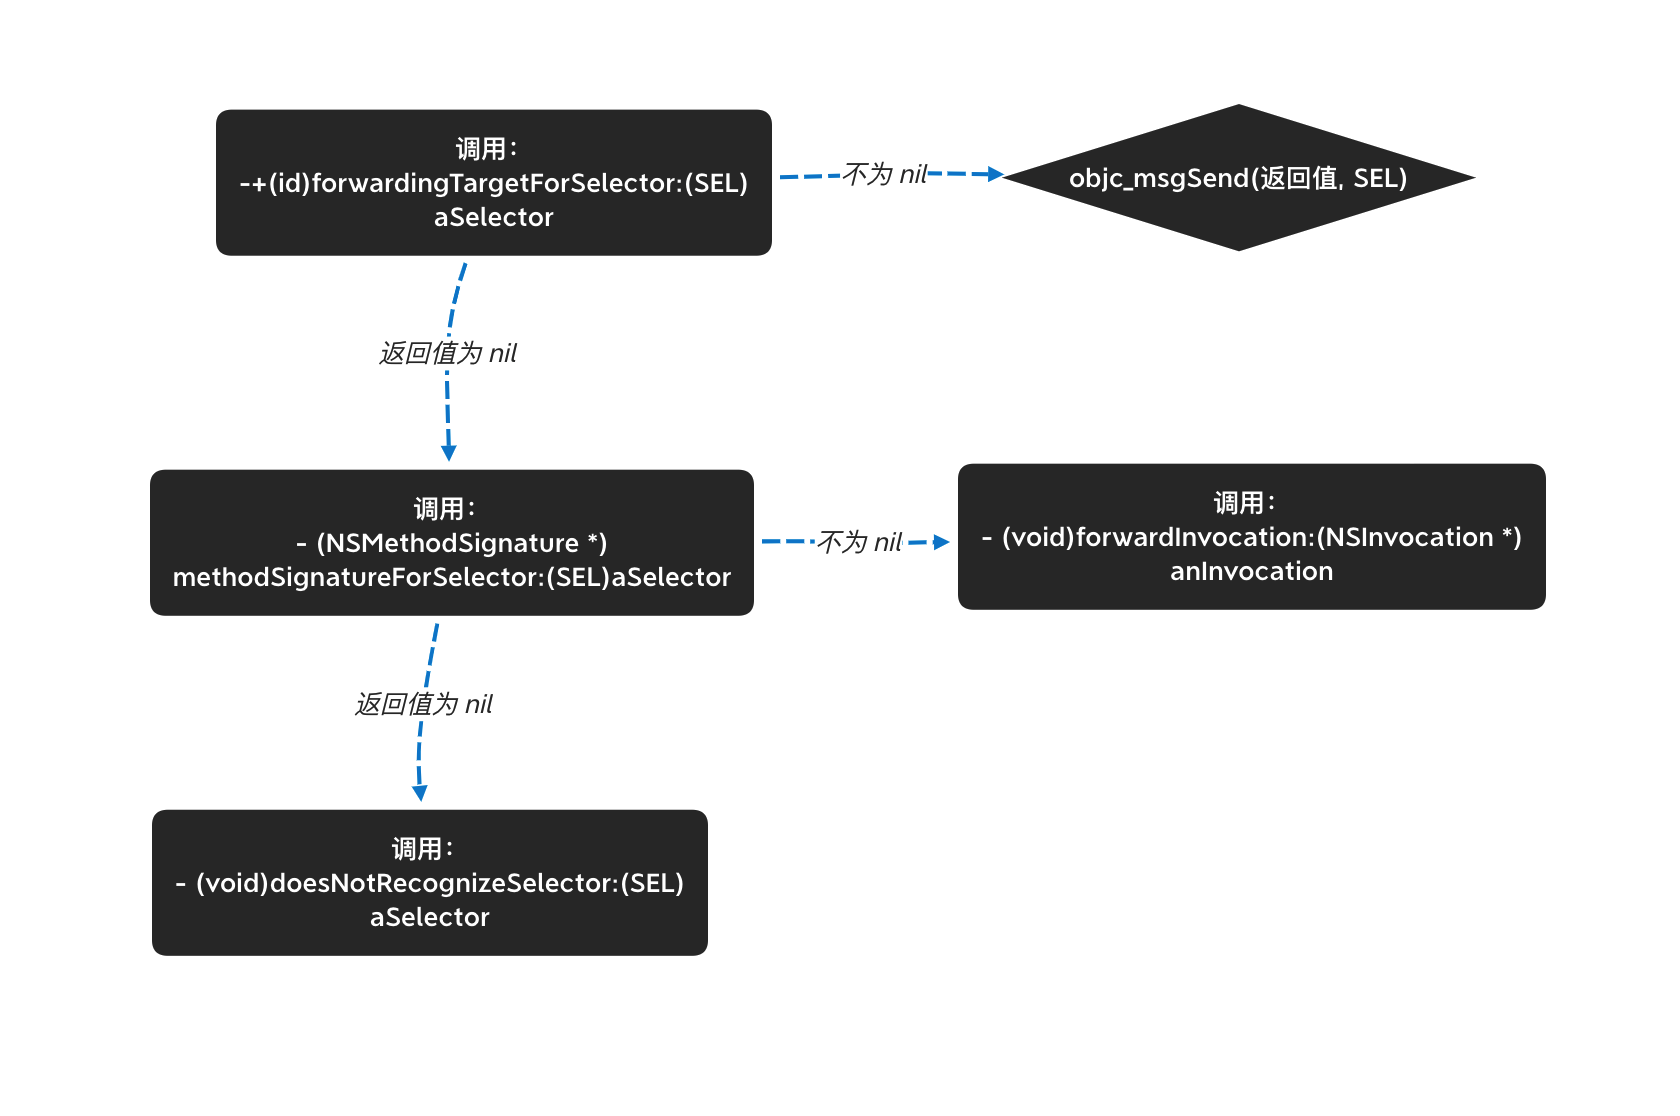 调用：
-+(id)forwardingTargetForSelector:(SEL)
aSelector
不为 nil
objc_msgSend(返回值, SEL)
返回值为 nil
调用：
- (NSMethodSignature *)
methodSignatureForSelector:(SEL)aSelector
不为 nil
调用：
- (void)forwardInvocation:(NSInvocation *)
anInvocation
返回值为 nil
调用：
- (void)doesNotRecognizeSelector:(SEL)
aSelector